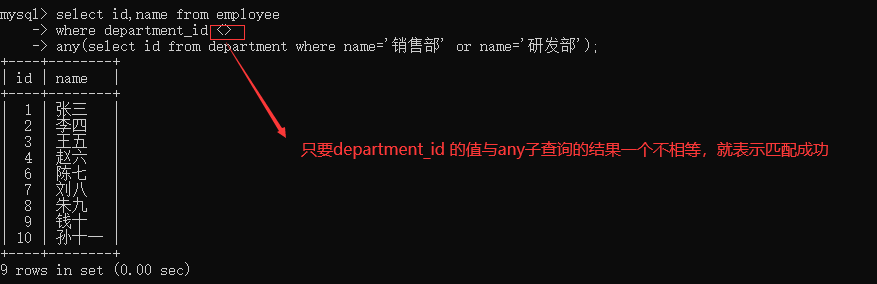 mysql> select id,name from employee
-> where department_id <>
-> any(select id from department where name='销售部' or name='研发部');
+----+--------+
| id | name |
+----+--------+
| 1 | 张三 |
| 2 | 李四 |
| 3 | 王五 |
| 4 | 赵六 |
| 6 | 陈七 |
| 7 | 刘八 |
| 8 | 朱九 |
| 9 | 钱十 |
| 10 | 孙十一 |
+----+--------+
9 rows in set (0.00 sec)
只要department_id 的值与any子查询的结果一个不相等，就表示匹配成功